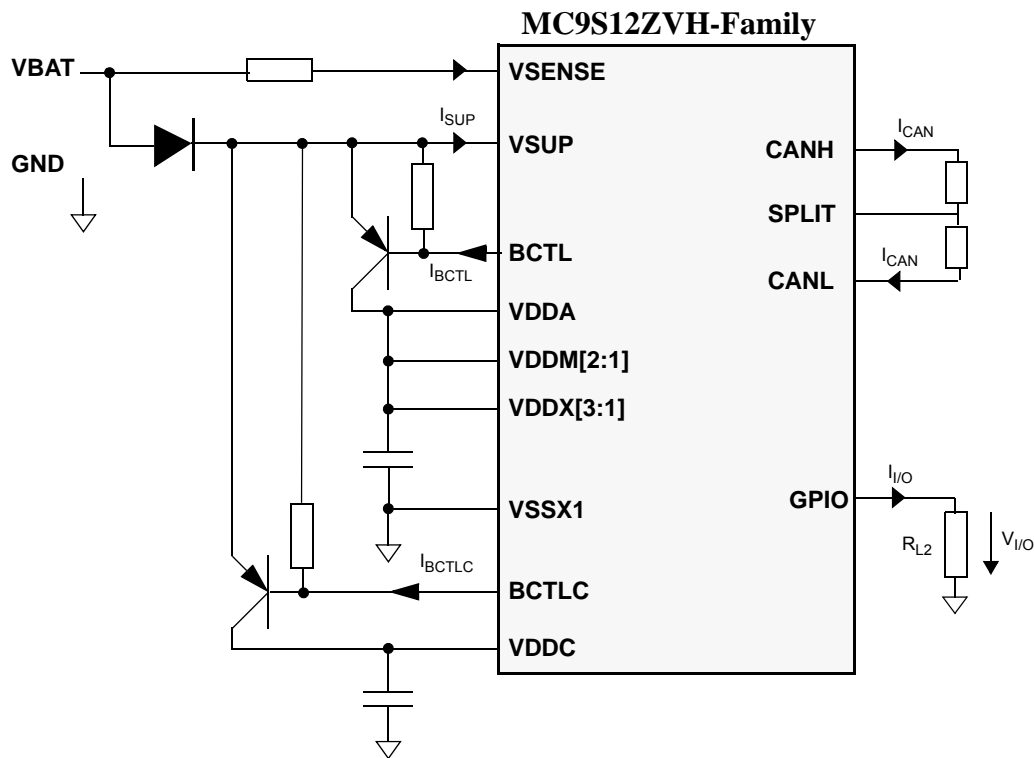 MC9S12ZVH-Family
VBAT
VSENSE
I_SUP
VSUP
GND
CANH
I_CAN
SPLIT
BCTL
I_BCTL
CANL
I_CAN
VDDA
VDDM[2:1]
VDDX[3:1]
VSSX1
GPIO
I_I/O
R_L2
V_I/O
I_BCTLC
BCTLC
VDDC